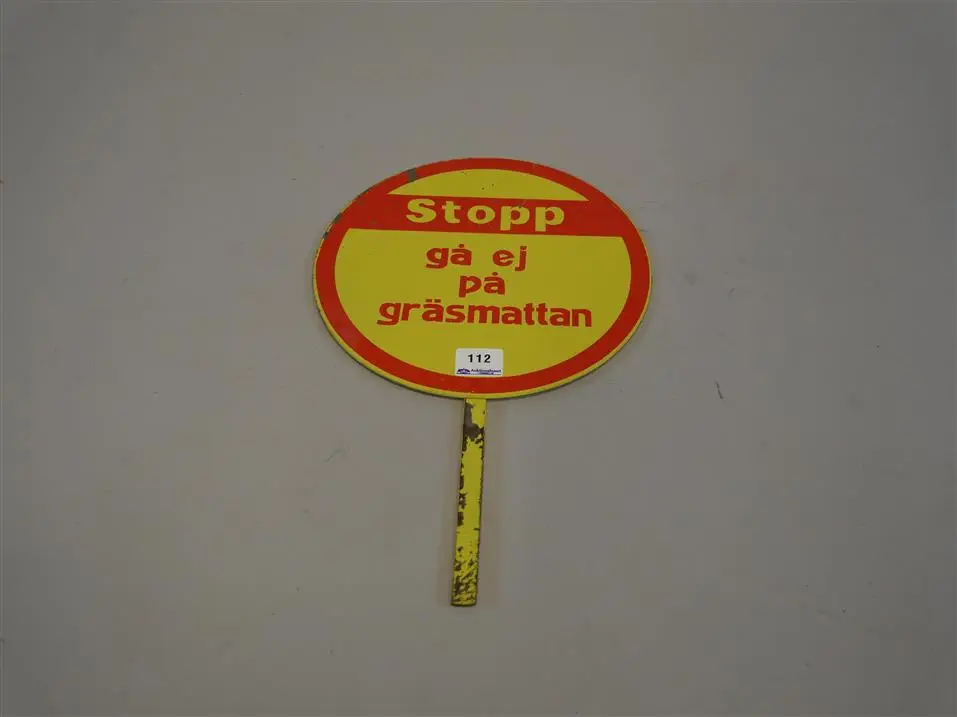 Stopp
gå ej
på
gräsmattan
112